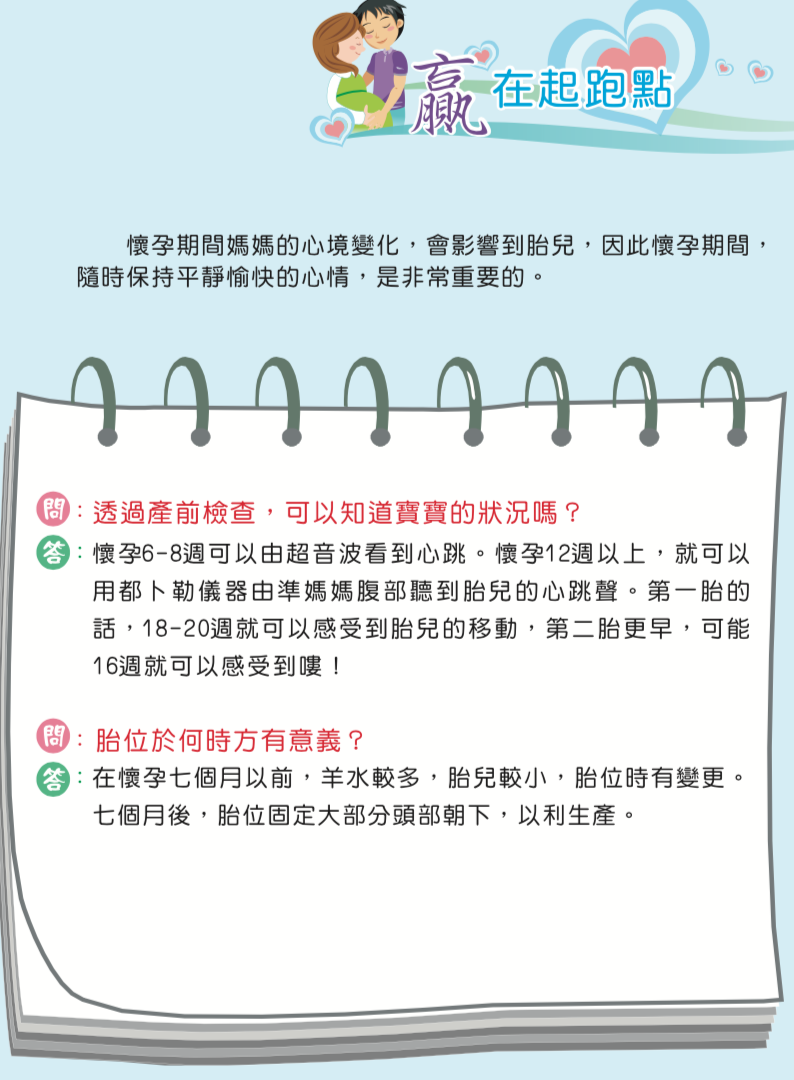 贏在起跑點
懷孕期間媽媽的心境變化，會影響到胎兒，因此懷孕期間，
隨時保持平靜愉快的心情，是非常重要的。
問：透過產前檢查，可以知道寶寶的狀況嗎？
答：懷孕6-8週可以由超音波看到心跳。懷孕12週以上，就可以
用都卜勒儀器由準媽媽腹部聽到胎兒的心跳聲。第一胎的
話，18-20週就可以感受到胎兒的移動，第二胎更早，可能
16週就可以感受到嘍！
問：胎位於何時方有意義？
答：在懷孕七個月以前，羊水較多，胎兒較小，胎位時有變更。
七個月後，胎位固定大部分頭部朝下，以利生產。